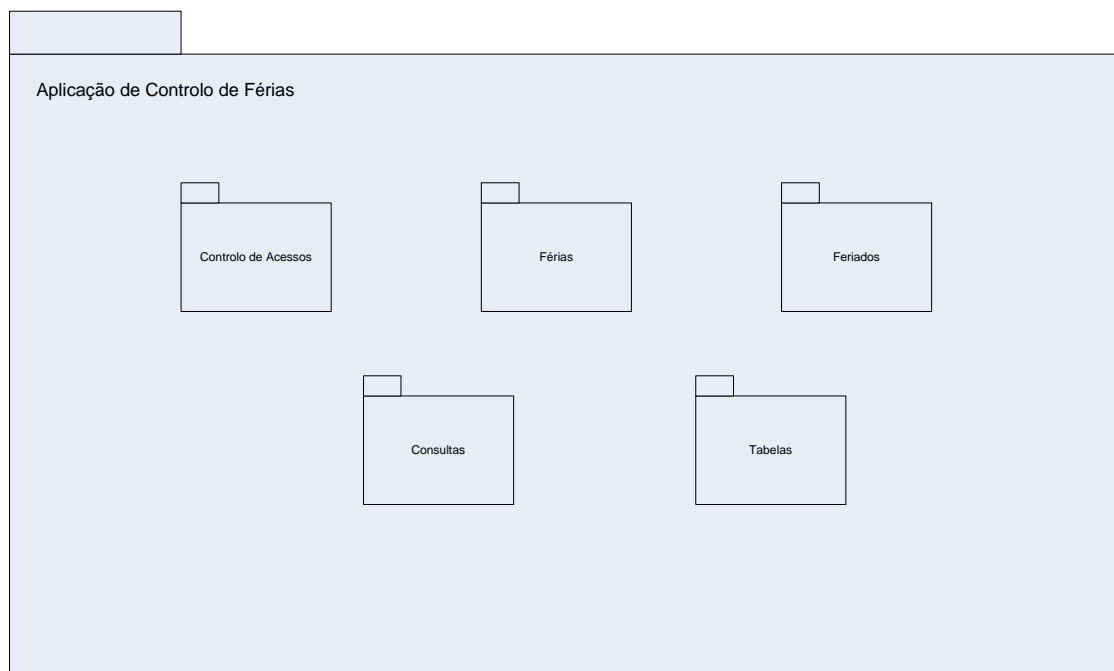 Aplicação de Controlo de Férias
Controlo de Acessos
Férias
Feriados
Consultas
Tabelas